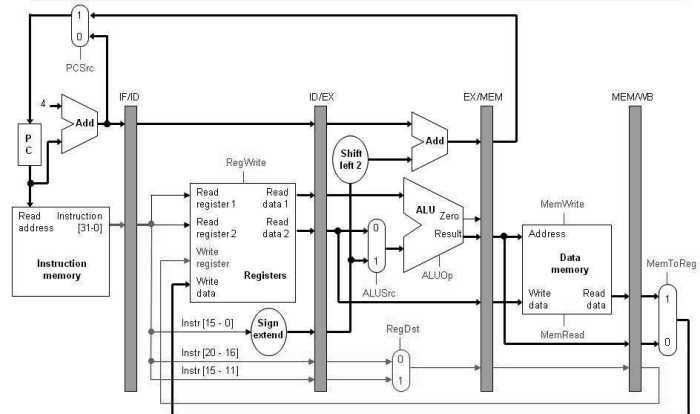 1
0
PCSrc
4
Add
P
C
IF/ID
ID/EX
EX/MEM
MEM/WB
Add
Shift
left 2
RegWrite
Read
address
Instruction
[31-0]
Instruction
memory
Read
register 1
Read
data 1
Read
register 2
Read
data 2
Write
register
Write
data
Registers
ALU
Zero
Result
ALUOp
0
1
ALUSrc
MemWrite
Address
Data
memory
Write
data
Read
data
MemRead
MemToReg
1
0
Instr [15 - 0]
Sign
extend
RegDst
Instr [20 - 16]
0
Instr [15 - 11]
1